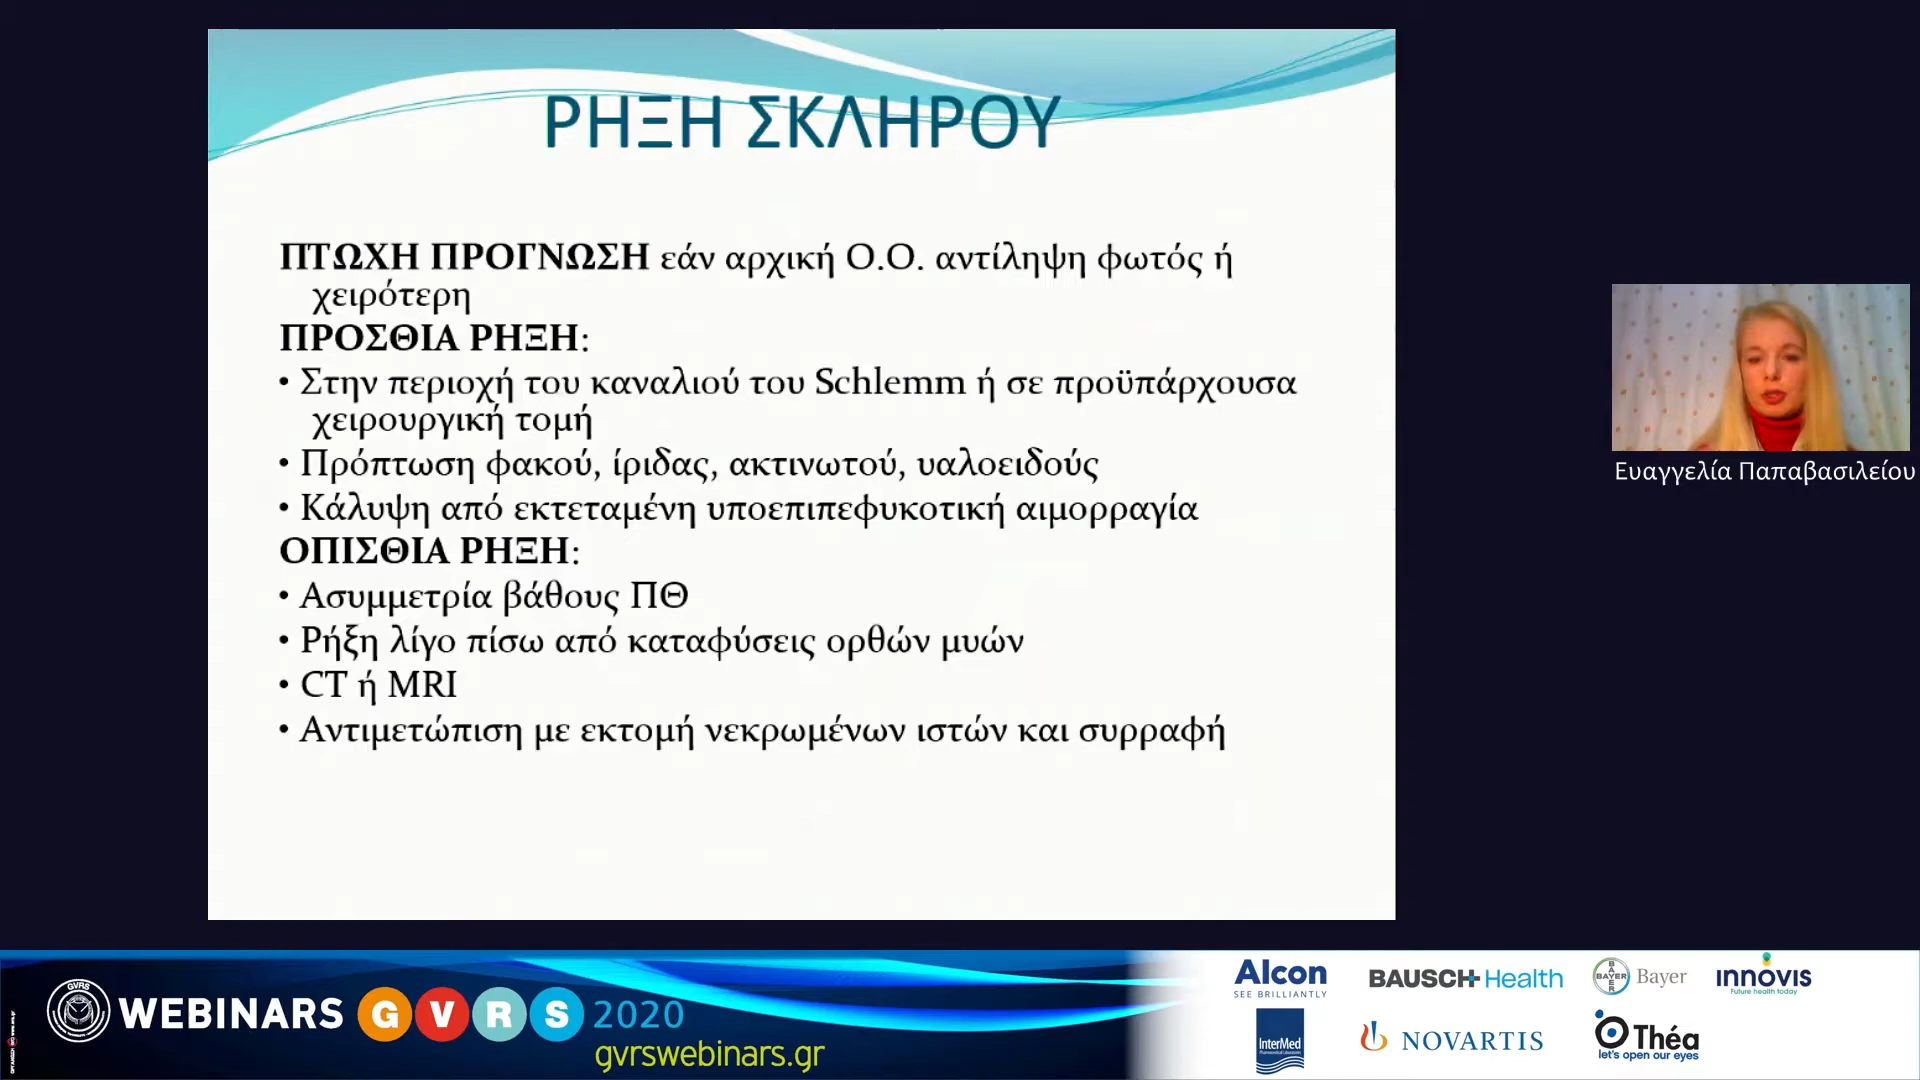 ΡΗΞΗ ΣΚΛΗΡΟΥ
ΠΤΩΧΗ ΠΡΟΓΝΩΣΗ εάν αρχική Ο.Ο. αντίληψη φωτός ή
χειρότερη
ΠΡΟΣΘΙΑ ΡΗΞΗ:
• Στην περιοχή του καναλιού του Schlemm ή σε προϋπάρχουσα
χειρουργική τομή
• Πρόπτωση φακού, ίριδας, ακτινωτού, υαλοειδούς
• Κάλυψη από εκτεταμένη υποεπιπεφυκοτική αιμορραγία
ΟΠΙΣΘΙΑ ΡΗΞΗ:
• Ασυμμετρία βάθους ΠΘ
• Ρήξη λίγο πίσω από καταφύσεις ορθών μυών
• CT ή MRI
• Αντιμετώπιση με εκτομή νεκρωμένων ιστών και συρραφή
Ευαγγελία Παπαβασιλείου
GVRS
WEBINARS GVRS 2020
gvrswebinars.gr
Alcon
SEE BRILLIANTLY
BAUSCH+Health
BAYER
Bayer
innovis
Future health today
InterMed
Pharmaceutical Laboratories
NOVARTIS
Théa
let's open our eyes